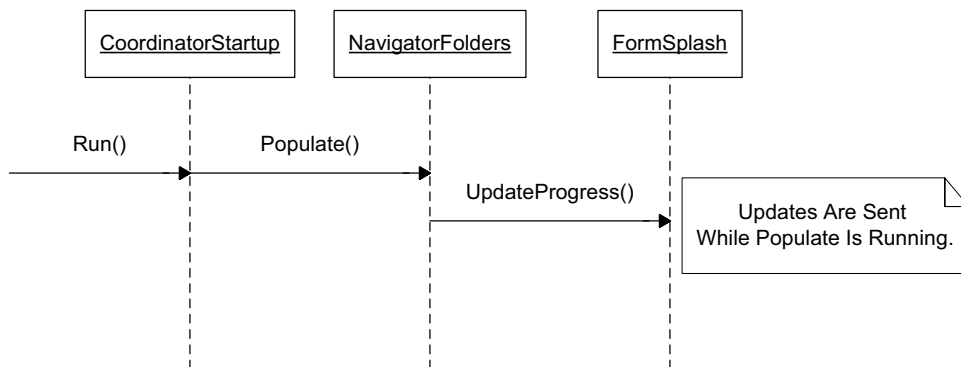 CoordinatorStartup
NavigatorFolders
FormSplash
Run()
Populate()
UpdateProgress()
Updates Are Sent
While Populate Is Running.